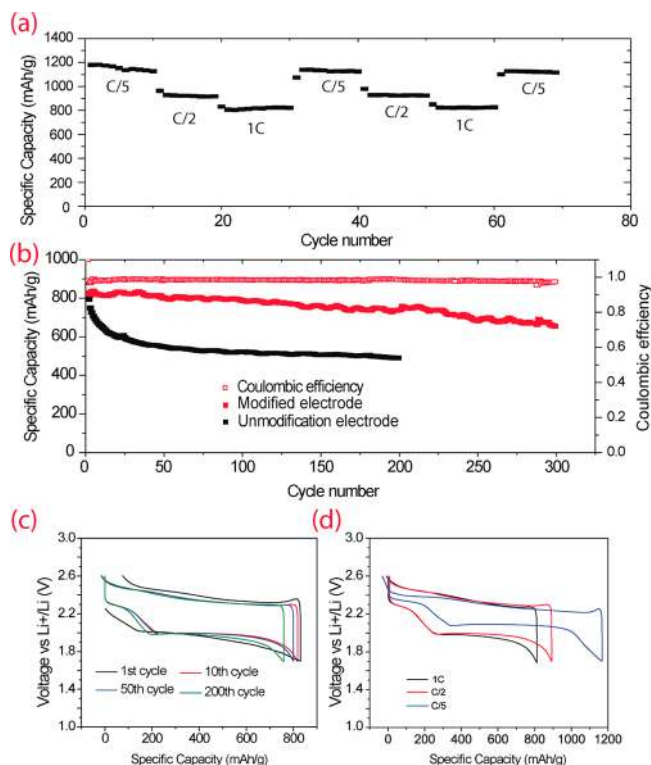 (a)
1400
1200
1000
800
600
400
200
0
Specific Capacity (mAh/g)
C/5
C/2
1C
C/5
C/2
1C
C/5
0 20 40 60 80
Cycle number
(b)
1000
800
600
400
200
0
Specific Capacity (mAh/g)
Coulombic efficiency
Modified electrode
Unmodification electrode
1.0
0.8
0.6
0.4
0.2
0.0
Coulombic effciency
0 50 100 150 200 250 300
Cycle number
(c)
3.0
2.6
2.2
1.8
1.4
1.0
Voltage vs Li+/Li (V)
1st cycle 10th cycle
50th cycle 200th cycle
0 200 400 600 800
Specific Capacity (mAh/g)
(d)
3.0
2.6
2.2
1.8
1.4
1.0
Voltage vs Li+/Li (V)
1C
C/2
C/5
0 200 400 600 800 1000 1200
Specific Capacity (mAh/g)